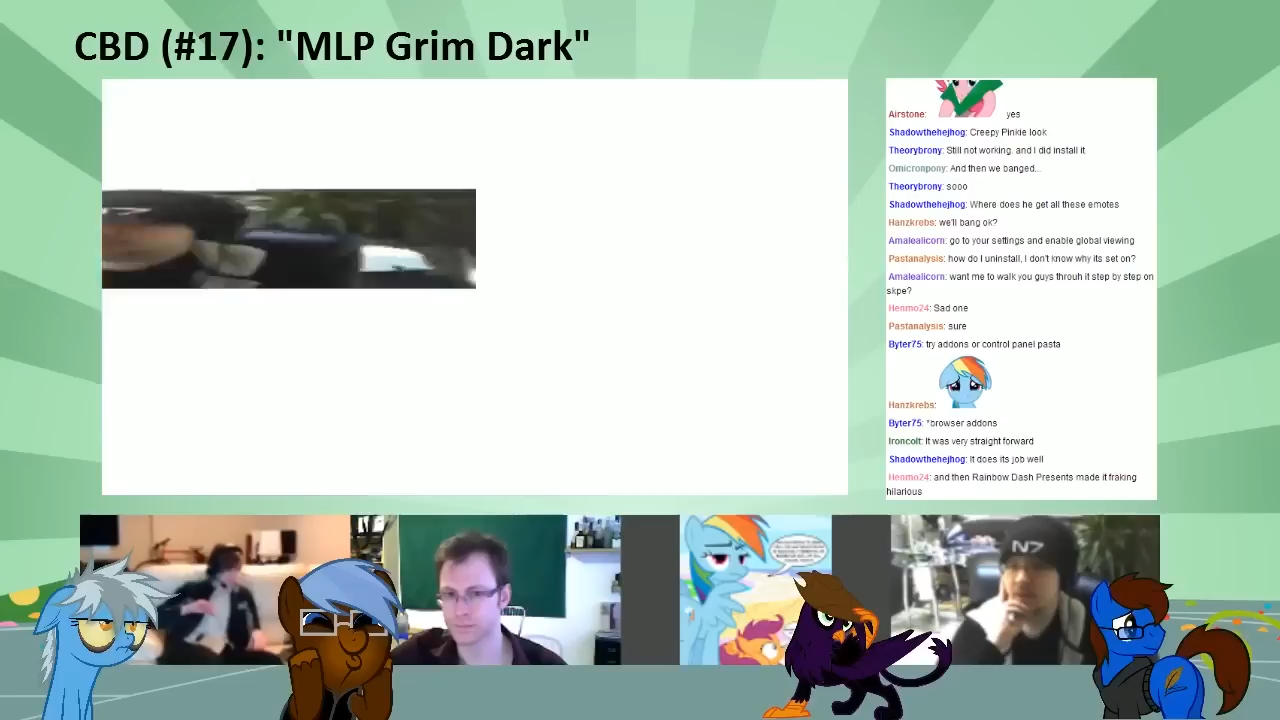 CBD (#17): "MLP Grim Dark"
Airstone: yes
Shadowthehejhog: Creepy Pinkie look
Theorybrony: Still not working. and I did install it
Omicronpony: And then we banged...
Theorybrony: sooo
Shadowthehejhog: Where does he get all these emotes
Hanzkrebs: we'll bang ok?
Amalealicorn: go to your settings and enable global viewing
Pastanalysis: how do I uninstall, I don't know why its set on?
Amalealicorn: want me to walk you guys throuh it step by step on
skpe?
Henmo24: Sad one
Pastanalysis: sure
Byter75: try addons or control panel pasta
Hanzkrebs:
Byter75: *browser addons
Ironcolt: It was very straight forward
Shadowthehejhog: It does its job well
Henmo24: and then Rainbow Dash Presents made it fraking
hilarious
N7